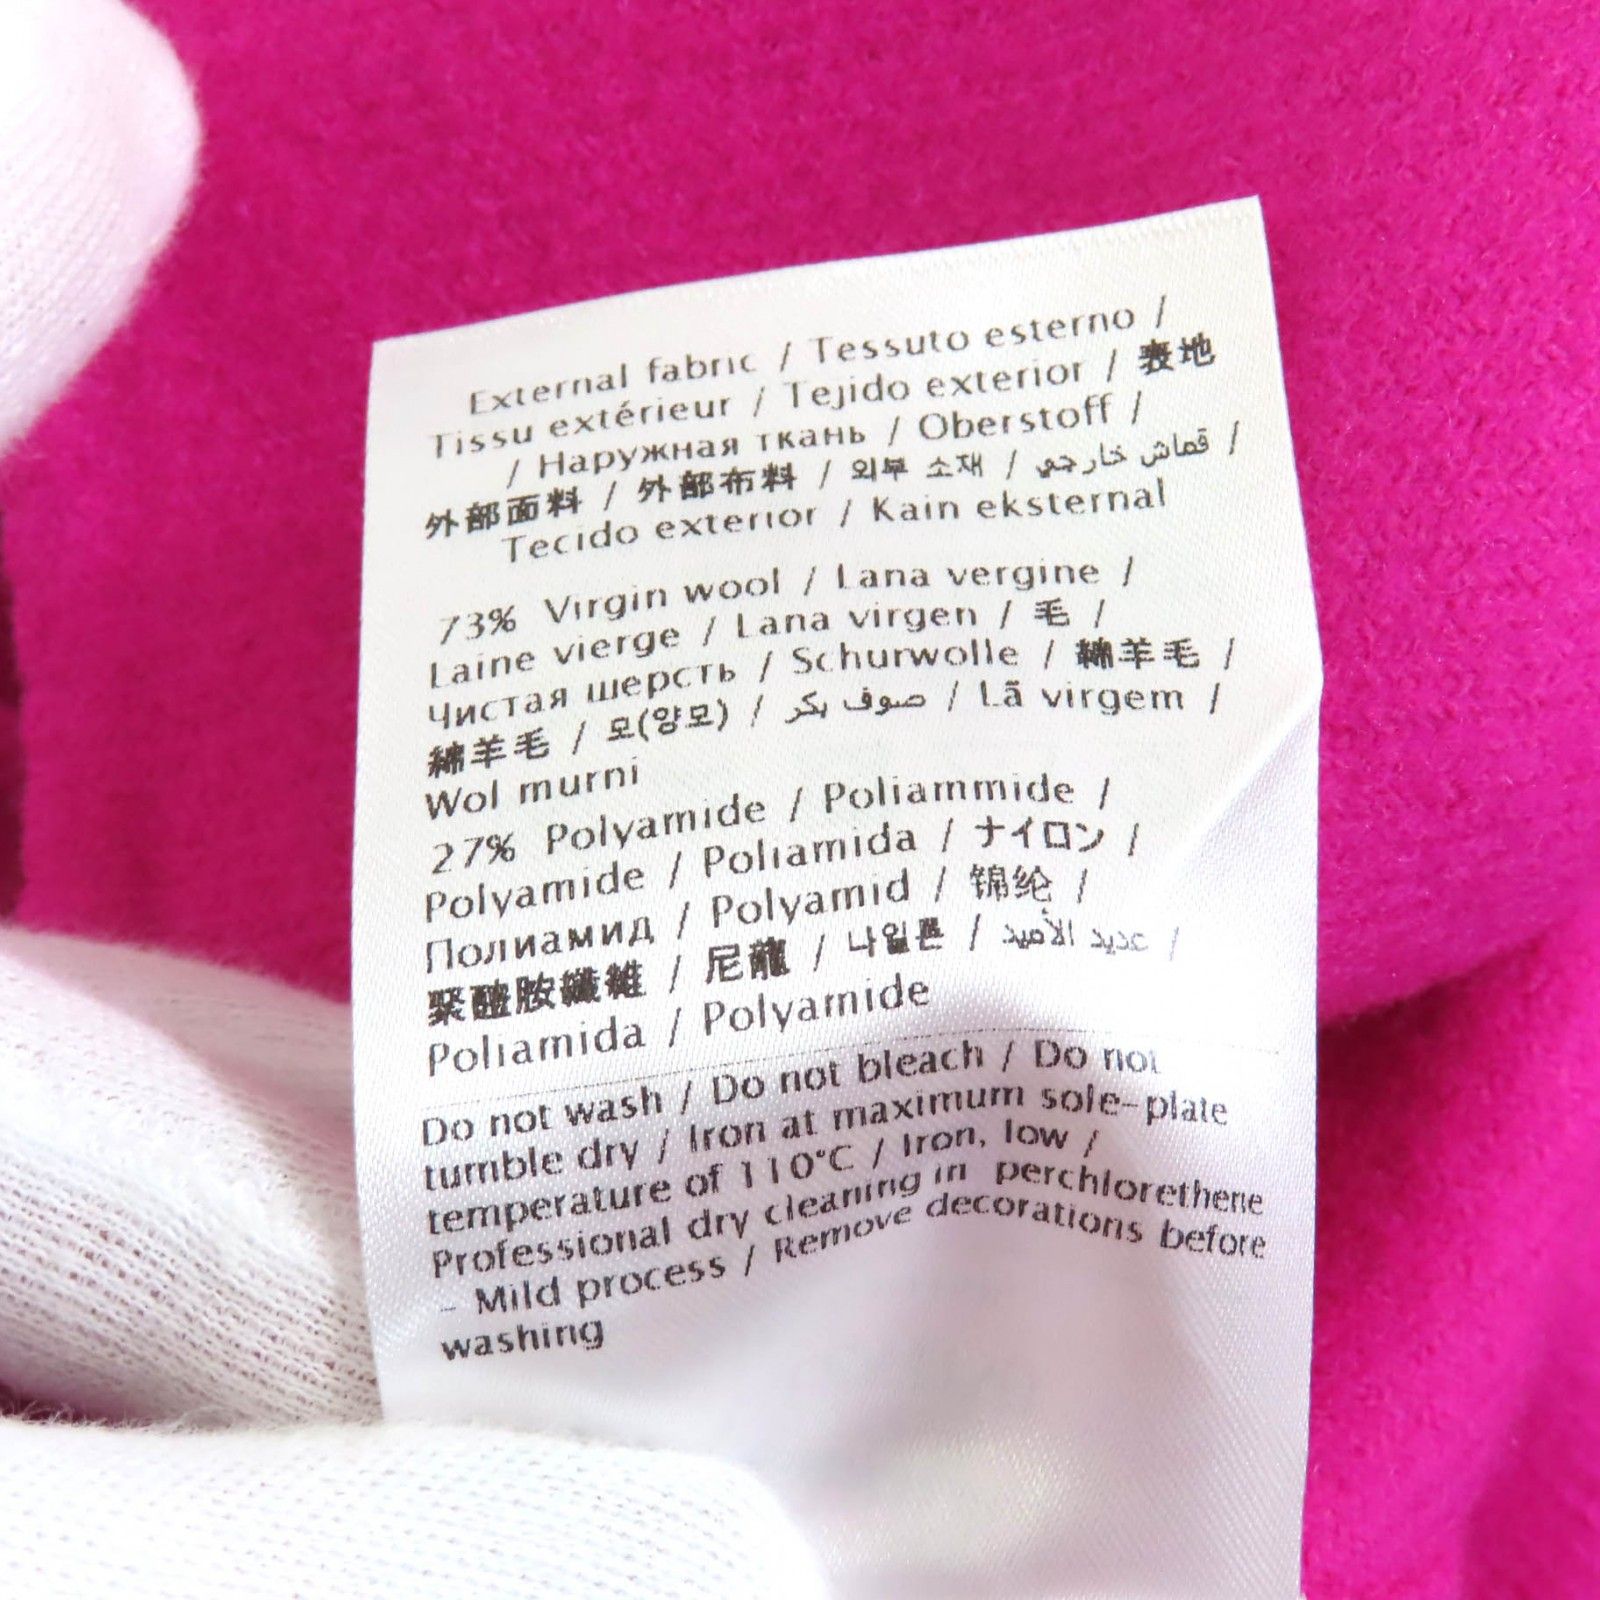 External fabric / Tessuto esterno /
Tissu extérieur / Tejido exterior / 表地
/ Наружная ткань / Oberstoff /
外部面料 / 外部布料 / 외부 소재 / قماش خارجي /
Tecido exterior / Kain eksternal
73% Virgin wool / Lana vergine /
Laine vierge / Lana virgen / 毛 /
Чистая шерсть / Schurwolle / 綿羊毛 /
綿羊毛 / 모(양모) / صوف بكر / Lã virgem /
Wol murni
27% Polyamide / Poliammide /
Polyamide / Poliamida / ナイロン /
Полиамид / Polyamid / 锦纶 /
聚醯胺纖維 / 尼龍 / 나일론 / عديد الأميد /
Poliamida / Polyamide
Do not wash / Do not bleach / Do not
tumble dry / Iron at maximum sole-plate
temperature of 110°C / Iron, low /
Professional dry cleaning in perchlorethene
- Mild process / Remove decorations before
washing